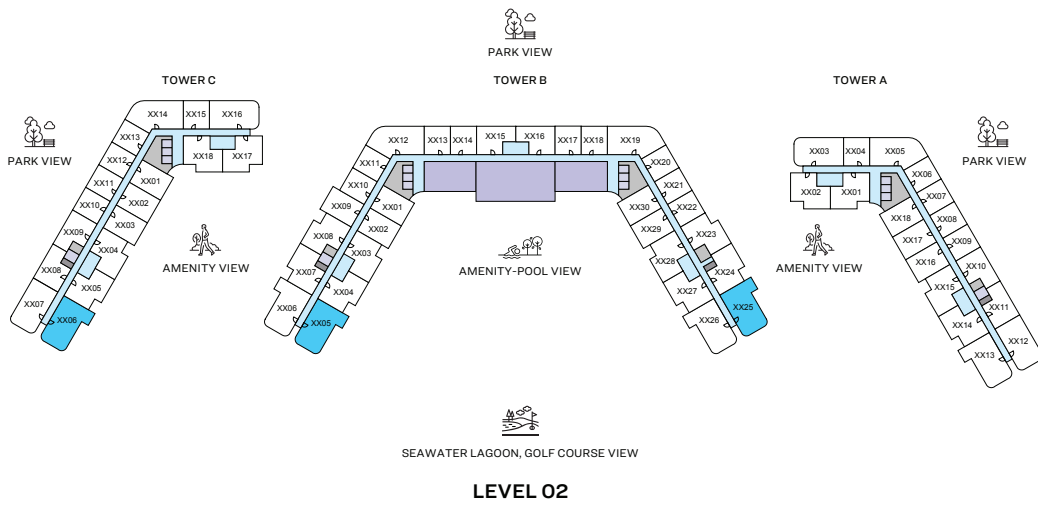 PARK VIEW
TOWER C
TOWER B
TOWER A
PARK VIEW
PARK VIEW
XX14
XX15
XX16
XX13
XX12
XX11
XX10
XX09
XX08
XX07
XX18
XX17
XX01
XX02
XX03
XX04
XX05
XX06
AMENITY VIEW
XX12
XX13
XX14
XX15
XX16
XX17
XX18
XX19
XX11
XX10
XX09
XX08
XX07
XX06
XX01
XX02
XX03
XX04
XX05
XX20
XX21
XX22
XX23
XX24
XX25
XX30
XX29
XX28
XX27
XX26
AMENITY-POOL VIEW
XX03
XX04
XX05
XX02
XX01
XX06
XX07
XX08
XX09
XX10
XX11
XX12
XX18
XX17
XX16
XX15
XX14
XX13
AMENITY VIEW
SEAWATER LAGOON, GOLF COURSE VIEW
LEVEL 02